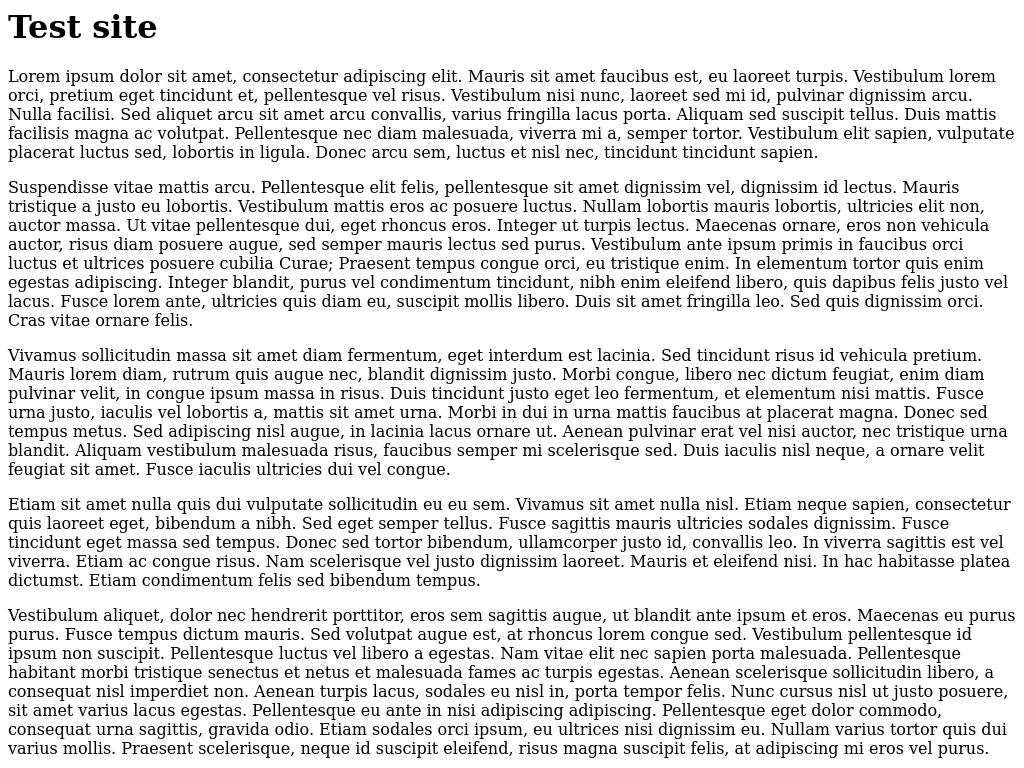 Test site
Lorem ipsum dolor sit amet, consectetur adipiscing elit. Mauris sit amet faucibus est, eu laoreet turpis. Vestibulum lorem
orci, pretium eget tincidunt et, pellentesque vel risus. Vestibulum nisi nunc, laoreet sed mi id, pulvinar dignissim arcu.
Nulla facilisi. Sed aliquet arcu sit amet arcu convallis, varius fringilla lacus porta. Aliquam sed suscipit tellus. Duis mattis
facilisis magna ac volutpat. Pellentesque nec diam malesuada, viverra mi a, semper tortor. Vestibulum elit sapien, vulputate
placerat luctus sed, lobortis in ligula. Donec arcu sem, luctus et nisl nec, tincidunt tincidunt sapien.
Suspendisse vitae mattis arcu. Pellentesque elit felis, pellentesque sit amet dignissim vel, dignissim id lectus. Mauris
tristique a justo eu lobortis. Vestibulum mattis eros ac posuere luctus. Nullam lobortis mauris lobortis, ultricies elit non,
auctor massa. Ut vitae pellentesque dui, eget rhoncus eros. Integer ut turpis lectus. Maecenas ornare, eros non vehicula
auctor, risus diam posuere augue, sed semper mauris lectus sed purus. Vestibulum ante ipsum primis in faucibus orci
luctus et ultrices posuere cubilia Curae; Praesent tempus congue orci, eu tristique enim. In elementum tortor quis enim
egestas adipiscing. Integer blandit, purus vel condimentum tincidunt, nibh enim eleifend libero, quis dapibus felis justo vel
lacus. Fusce lorem ante, ultricies quis diam eu, suscipit mollis libero. Duis sit amet fringilla leo. Sed quis dignissim orci.
Cras vitae ornare felis.
Vivamus sollicitudin massa sit amet diam fermentum, eget interdum est lacinia. Sed tincidunt risus id vehicula pretium.
Mauris lorem diam, rutrum quis augue nec, blandit dignissim justo. Morbi congue, libero nec dictum feugiat, enim diam
pulvinar velit, in congue ipsum massa in risus. Duis tincidunt justo eget leo fermentum, et elementum nisi mattis. Fusce
urna justo, iaculis vel lobortis a, mattis sit amet urna. Morbi in dui in urna mattis faucibus at placerat magna. Donec sed
tempus metus. Sed adipiscing nisl augue, in lacinia lacus ornare ut. Aenean pulvinar erat vel nisi auctor, nec tristique urna
blandit. Aliquam vestibulum malesuada risus, faucibus semper mi scelerisque sed. Duis iaculis nisl neque, a ornare velit
feugiat sit amet. Fusce iaculis ultricies dui vel congue.
Etiam sit amet nulla quis dui vulputate sollicitudin eu eu sem. Vivamus sit amet nulla nisl. Etiam neque sapien, consectetur
quis laoreet eget, bibendum a nibh. Sed eget semper tellus. Fusce sagittis mauris ultricies sodales dignissim. Fusce
tincidunt eget massa sed tempus. Donec sed tortor bibendum, ullamcorper justo id, convallis leo. In viverra sagittis est vel
viverra. Etiam ac congue risus. Nam scelerisque vel justo dignissim laoreet. Mauris et eleifend nisi. In hac habitasse platea
dictumst. Etiam condimentum felis sed bibendum tempus.
Vestibulum aliquet, dolor nec hendrerit porttitor, eros sem sagittis augue, ut blandit ante ipsum et eros. Maecenas eu purus
purus. Fusce tempus dictum mauris. Sed volutpat augue est, at rhoncus lorem congue sed. Vestibulum pellentesque id
ipsum non suscipit. Pellentesque luctus vel libero a egestas. Nam vitae elit nec sapien porta malesuada. Pellentesque
habitant morbi tristique senectus et netus et malesuada fames ac turpis egestas. Aenean scelerisque sollicitudin libero, a
consequat nisl imperdiet non. Aenean turpis lacus, sodales eu nisl in, porta tempor felis. Nunc cursus nisl ut justo posuere,
sit amet varius lacus egestas. Pellentesque eu ante in nisi adipiscing adipiscing. Pellentesque eget dolor commodo,
consequat urna sagittis, gravida odio. Etiam sodales orci ipsum, eu ultrices nisi dignissim eu. Nullam varius tortor quis dui
varius mollis. Praesent scelerisque, neque id suscipit eleifend, risus magna suscipit felis, at adipiscing mi eros vel purus.